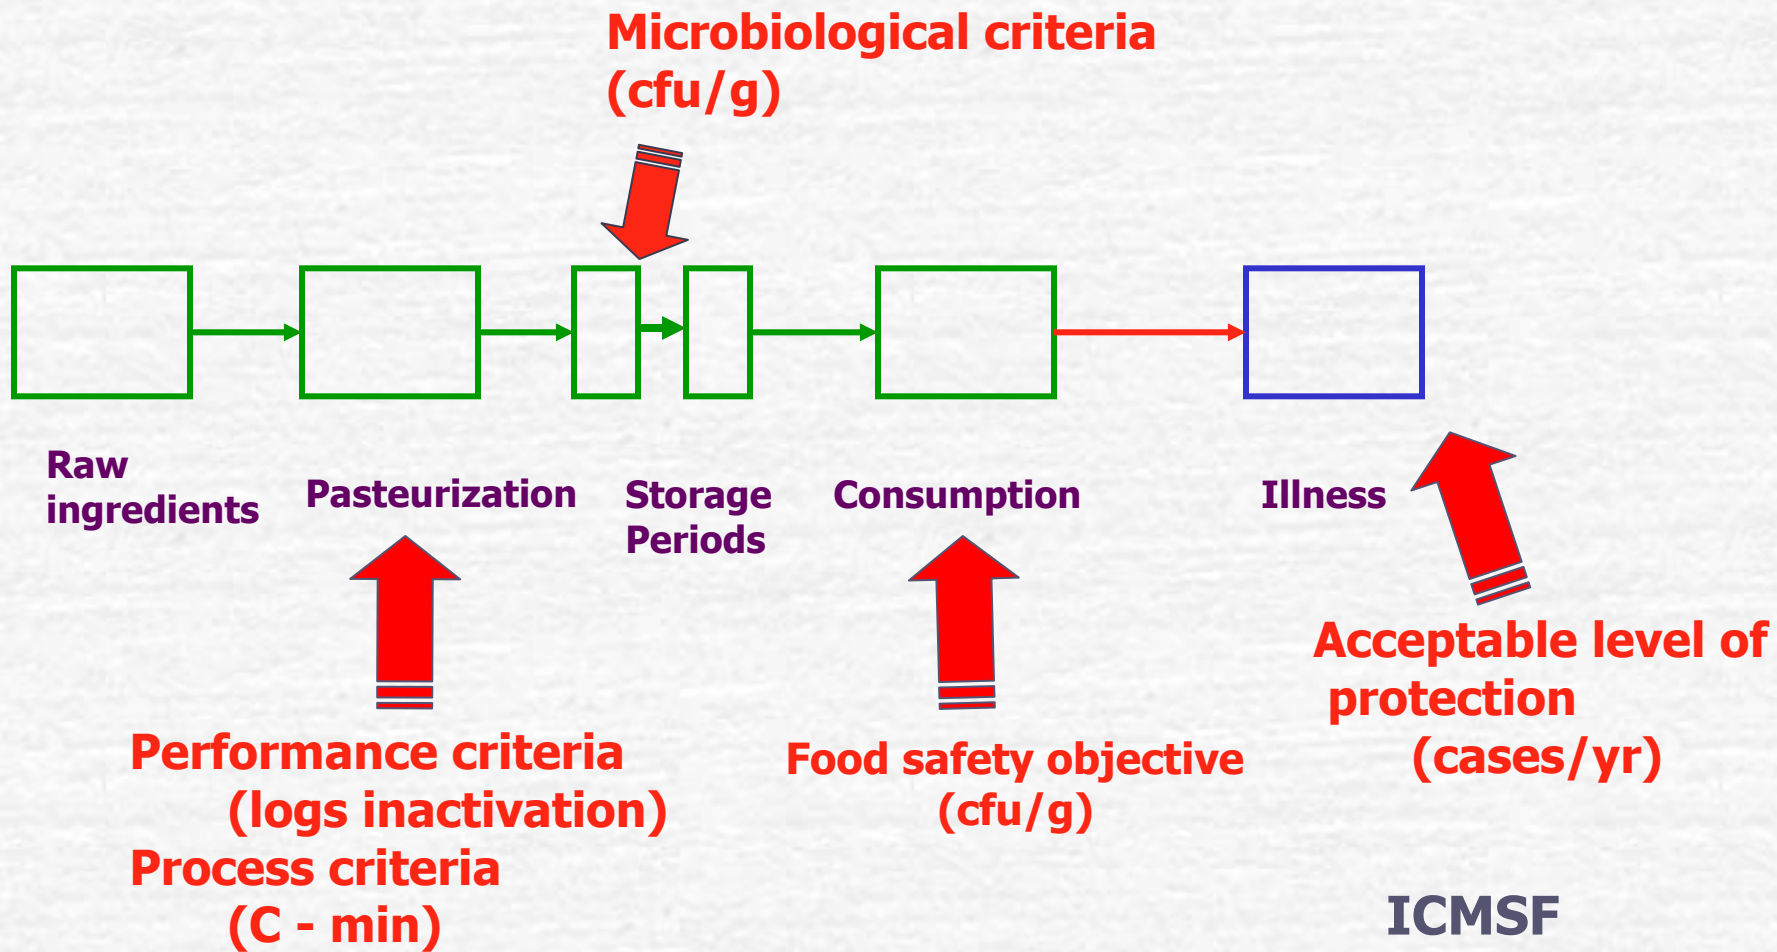 Microbiological criteria
(cfu/g)
Raw
ingredients
Pasteurization
Storage
Periods
Consumption
Illness
Performance criteria
(logs inactivation)
Process criteria
(C - min)
Food safety objective
(cfu/g)
Acceptable level of
protection
(cases/yr)
ICMSF